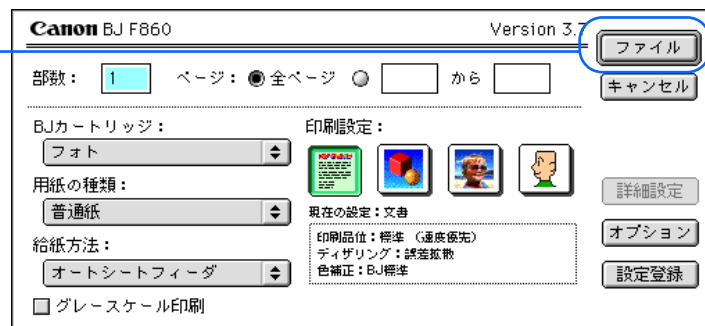 Canon BJ F860
Version 3.7
ファイル
部数： 1 ページ： 全ページ から
キャンセル
BJカートリッジ：
フォト
用紙の種類：
普通紙
給紙方法：
オートシートフィーダ
グレースケール印刷
印刷設定：
現在の設定：文書
印刷品位：標準 （速度優先）
ディザリング：誤差拡散
色補正：BJ標準
詳細設定
オプション
設定登録